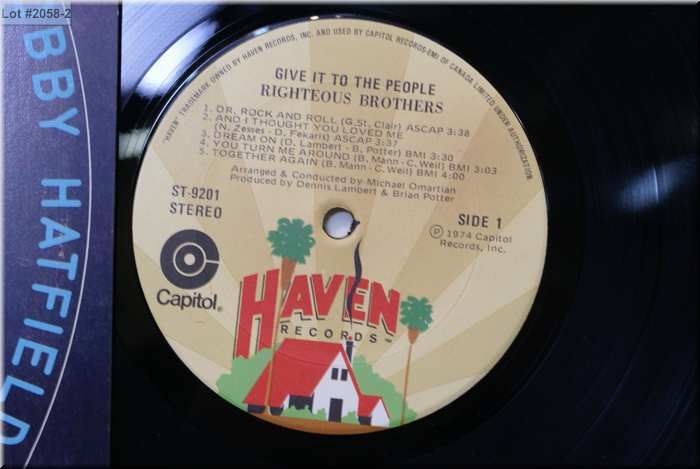 Lot #2058-2
BBY HATFIELD
"HAVEN" TRADEMARK OWNED BY HAVEN RECORDS, INC. AND USED BY CAPITOL RECORDS-EMI OF CANADA LIMITED UNDER AUTHORIZATION.
GIVE IT TO THE PEOPLE
RIGHTEOUS BROTHERS
1. DR. ROCK AND ROLL (G.St. Clair) ASCAP 3:38
2. AND I THOUGHT YOU LOVED ME
(N. Zesses - D. Fekaris) ASCAP 3:37
3. DREAM ON (D. Lambert - B. Potter) BMI 3:30
4. YOU TURN ME AROUND (B. Mann - C. Weil) BMI 3:03
5. TOGETHER AGAIN (B. Mann - C. Weil) BMI 4:00
Arranged & Conducted by Michael Omartian
Produced by Dennis Lambert & Brian Potter
ST-9201
STEREO
SIDE 1
℗ 1974 Capitol
Records, Inc.
Capitol®
HAVEN
RECORDS™